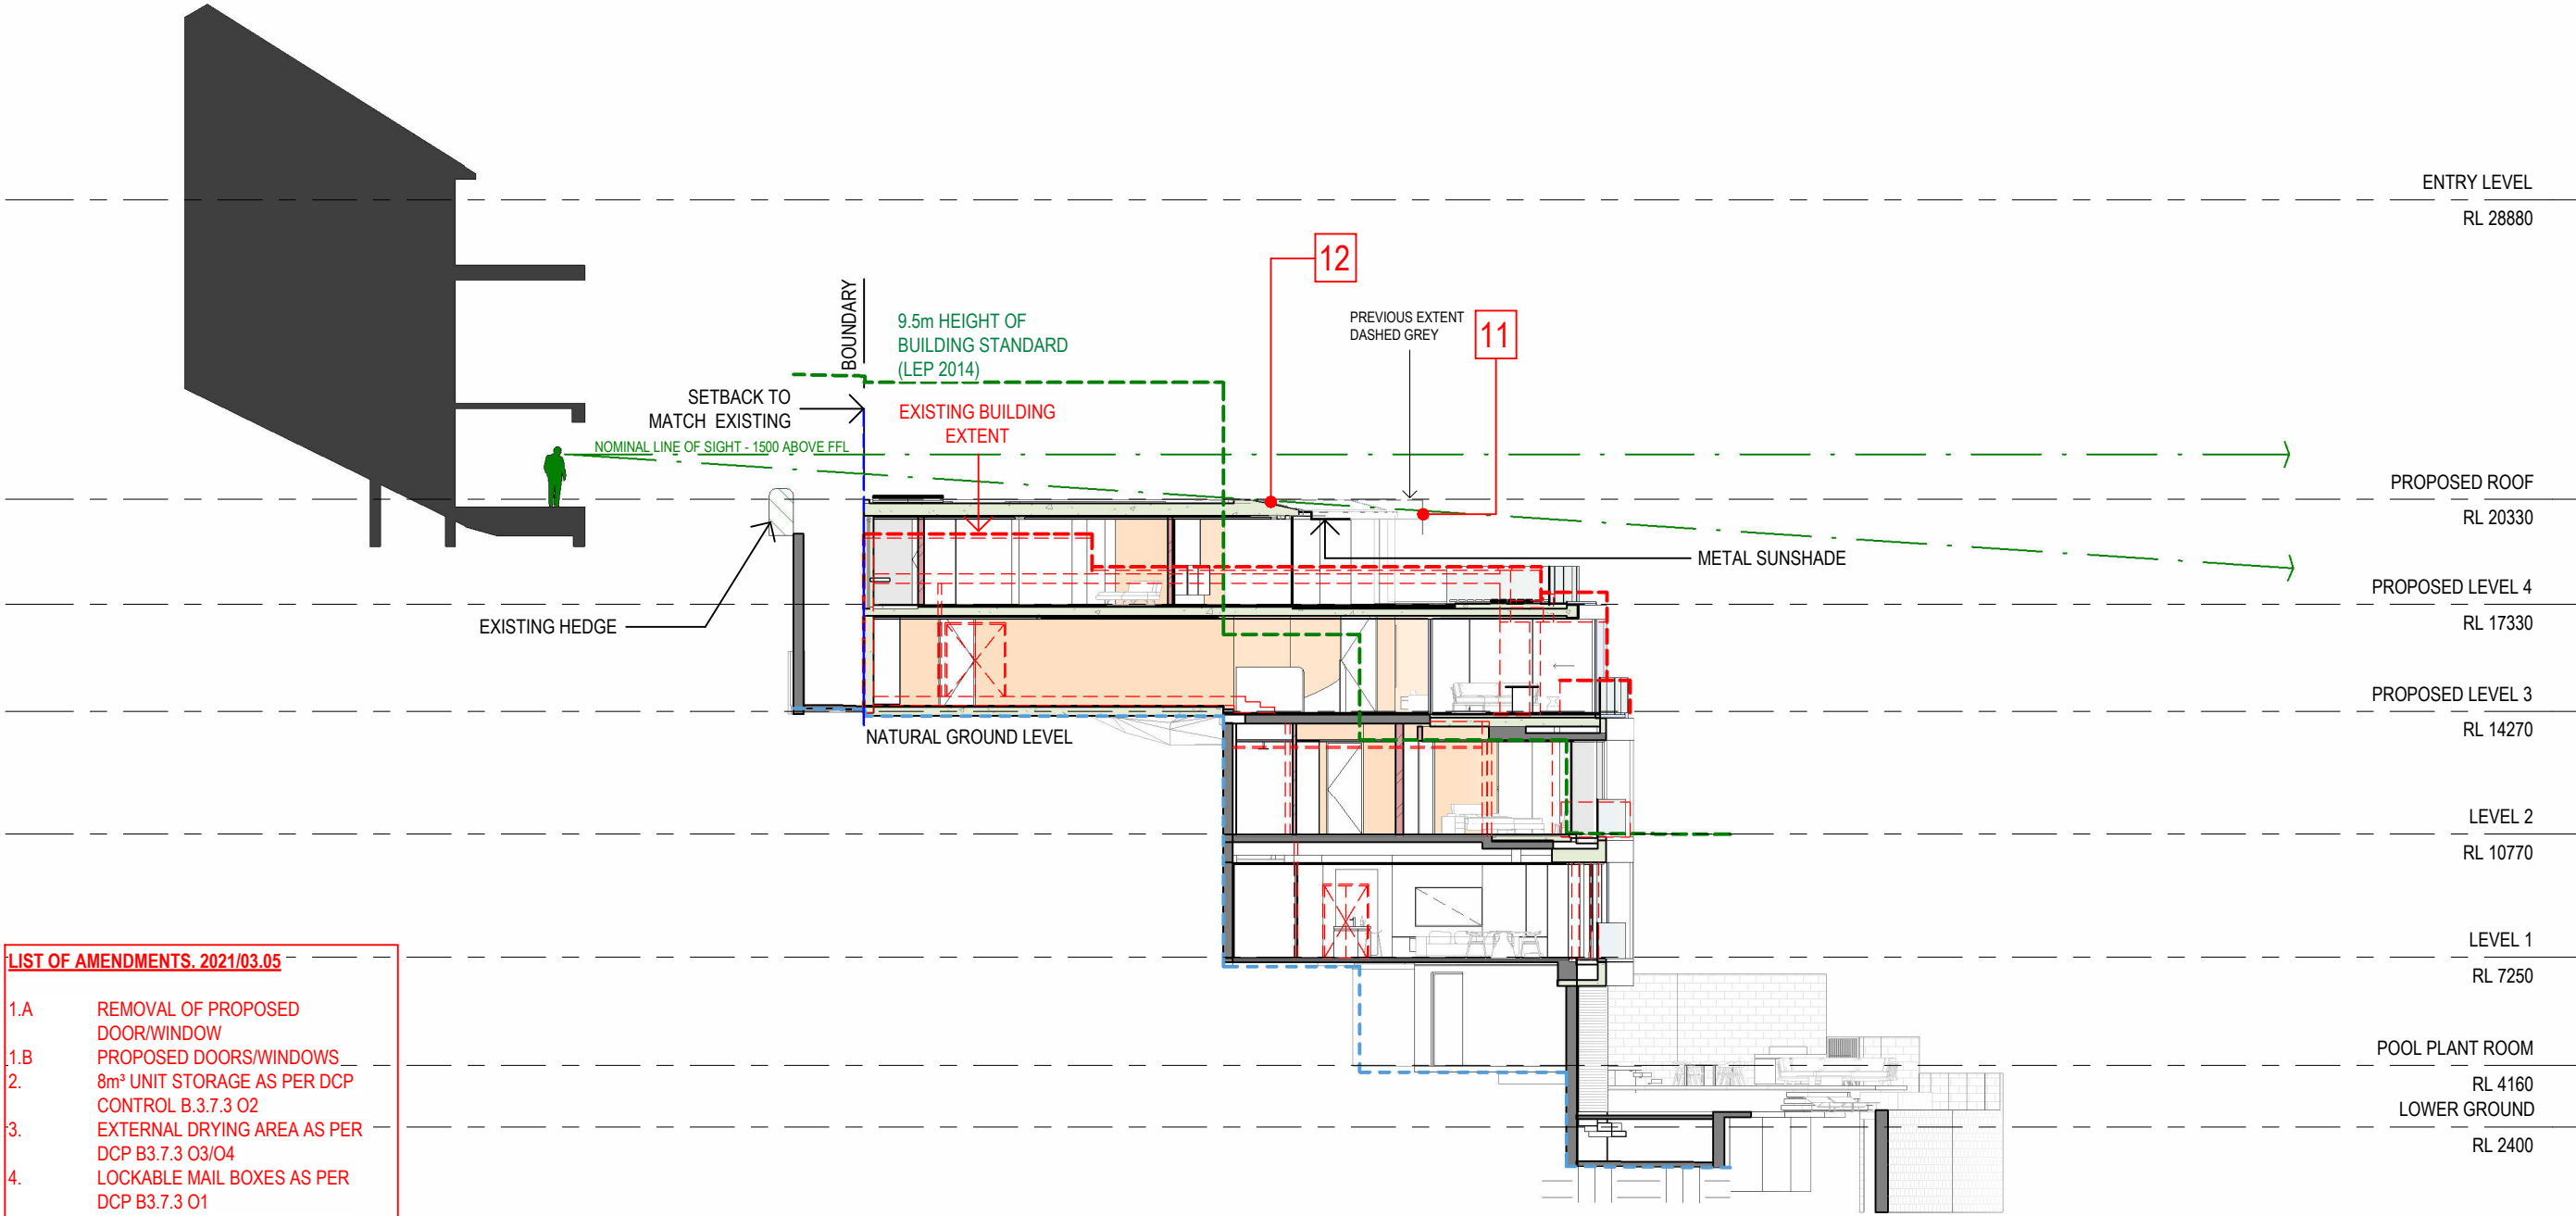 ENTRY LEVEL
RL 28880
12
BOUNDARY
9.5m HEIGHT OF
BUILDING STANDARD
(LEP 2014)
PREVIOUS EXTENT
DASHED GREY
11
SETBACK TO
MATCH EXISTING
EXISTING BUILDING
EXTENT
NOMINAL LINE OF SIGHT - 1500 ABOVE FFL
PROPOSED ROOF
RL 20330
METAL SUNSHADE
PROPOSED LEVEL 4
RL 17330
EXISTING HEDGE
PROPOSED LEVEL 3
RL 14270
NATURAL GROUND LEVEL
LEVEL 2
RL 10770
LEVEL 1
RL 7250
POOL PLANT ROOM
RL 4160
LOWER GROUND
RL 2400
LIST OF AMENDMENTS. 2021/03.05
1.A REMOVAL OF PROPOSED
DOOR/WINDOW
1.B PROPOSED DOORS/WINDOWS
2. 8m³ UNIT STORAGE AS PER DCP
CONTROL B.3.7.3 O2
3. EXTERNAL DRYING AREA AS PER
DCP B3.7.3 O3/O4
4. LOCKABLE MAIL BOXES AS PER
DCP B3.7.3 O1